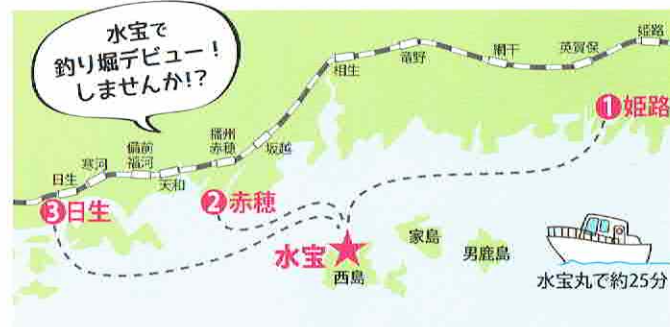 水宝で
釣り堀デビュー!
しませんか!?
姫路
英賀保
網干
竜野
相生
坂越
播州
赤穂
天和
備前
福河
寒河
日生
❶姫路
❷赤穂
❸日生
水宝
西島
家島
男鹿島
水宝丸で約25分